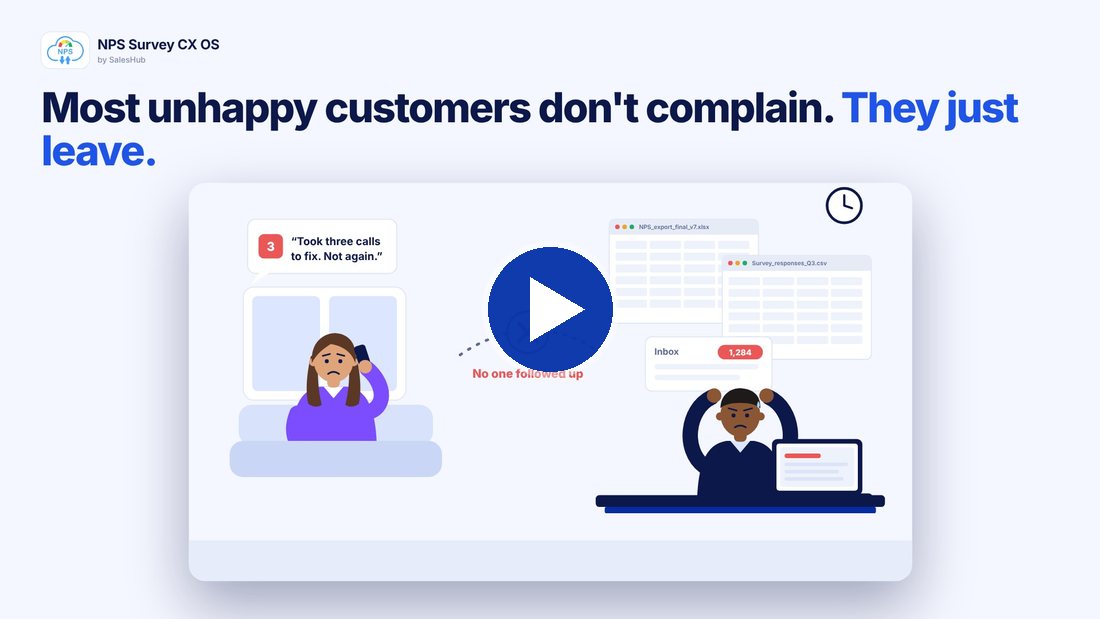 NPS
NPS Survey CX OS
by SalesHub
Most unhappy customers don't complain. They just
leave.
3
“Took three calls
to fix. Not again.”
NPS_export_final_v7.xlsx
Survey_responses_Q3.csv
Inbox
1,284
No one followed up